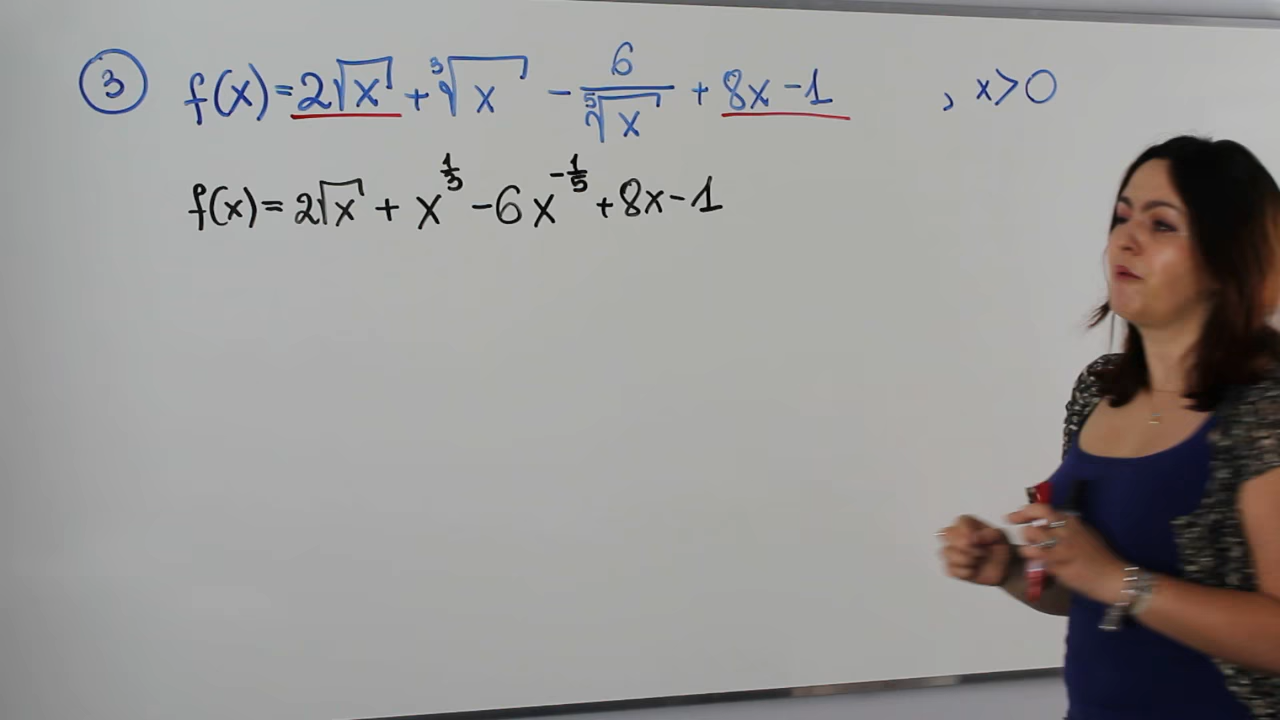 ③ f(x)=2√x + ∛x − 6/⁵√x + 8x −1 , x>0
f(x)=2√x + x^(1/3) − 6x^(−1/5) + 8x − 1